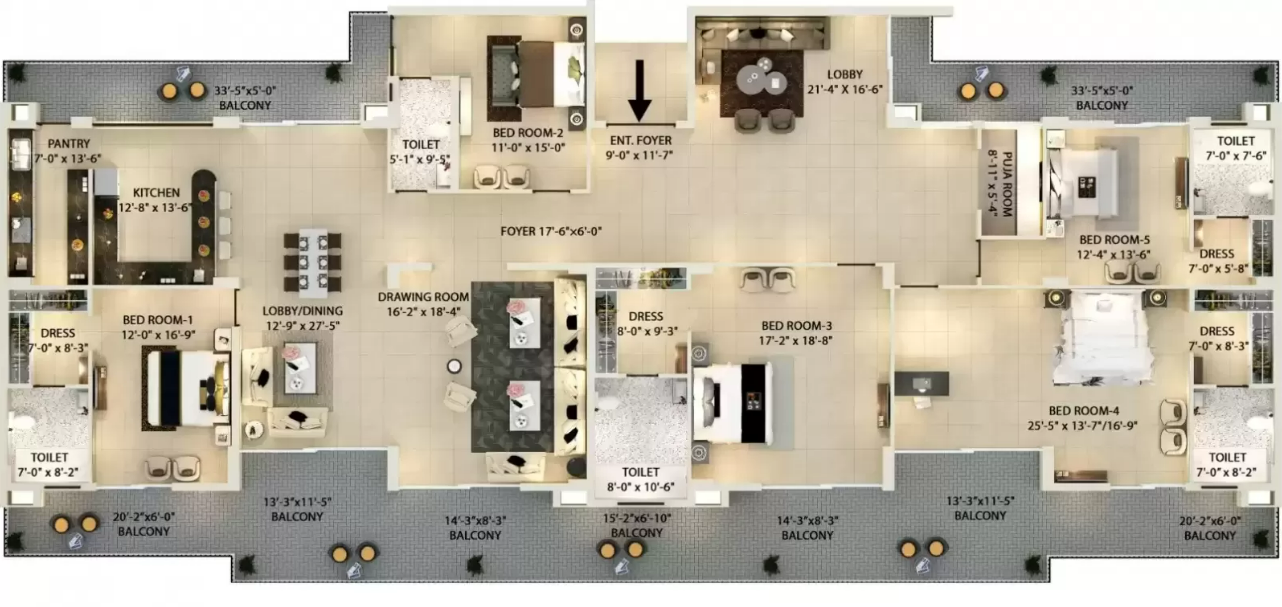 33'-5"x5'-0"
BALCONY
BED ROOM-2
11'-0" x 15'-0"
TOILET
5'-1" x 9'-5"
ENT. FOYER
9'-0" x 11'-7"
LOBBY
21'-4" X 16'-6"
33'-5"x5'-0"
BALCONY
PANTRY
7'-0" x 13'-6"
KITCHEN
12'-8" x 13'-6"
PUJA ROOM
8'-11" x 5'-4"
TOILET
7'-0" x 7'-6"
FOYER 17'-6"x6'-0"
BED ROOM-5
12'-4" x 13'-6"
DRESS
7'-0" x 5'-8"
DRESS
7'-0" x 8'-3"
BED ROOM-1
12'-0" x 16'-9"
LOBBY/DINING
12'-9" x 27'-5"
DRAWING ROOM
16'-2" x 18'-4"
DRESS
8'-0" x 9'-3"
BED ROOM-3
17'-2" x 18'-8"
DRESS
7'-0" x 8'-3"
BED ROOM-4
25'-5" x 13'-7"/16'-9"
TOILET
7'-0" x 8'-2"
TOILET
8'-0" x 10'-6"
TOILET
7'-0" x 8'-2"
20'-2"x6'-0"
BALCONY
13'-3"x11'-5"
BALCONY
14'-3"x8'-3"
BALCONY
15'-2"x6'-10"
BALCONY
14'-3"x8'-3"
BALCONY
13'-3"x11'-5"
BALCONY
20'-2"x6'-0"
BALCONY